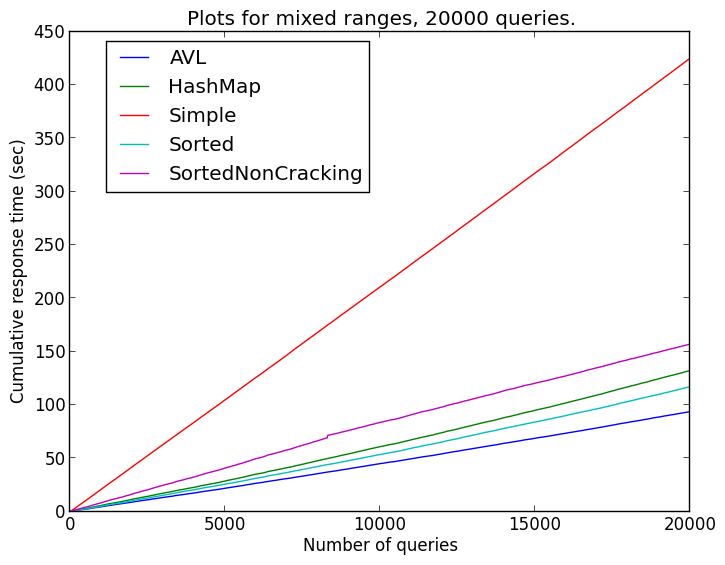 Plots for mixed ranges, 20000 queries.
450
400
350
300
250
200
150
100
50
0
Cumulative response time (sec)
AVL
HashMap
Simple
Sorted
SortedNonCracking
0 5000 10000 15000 20000
Number of queries